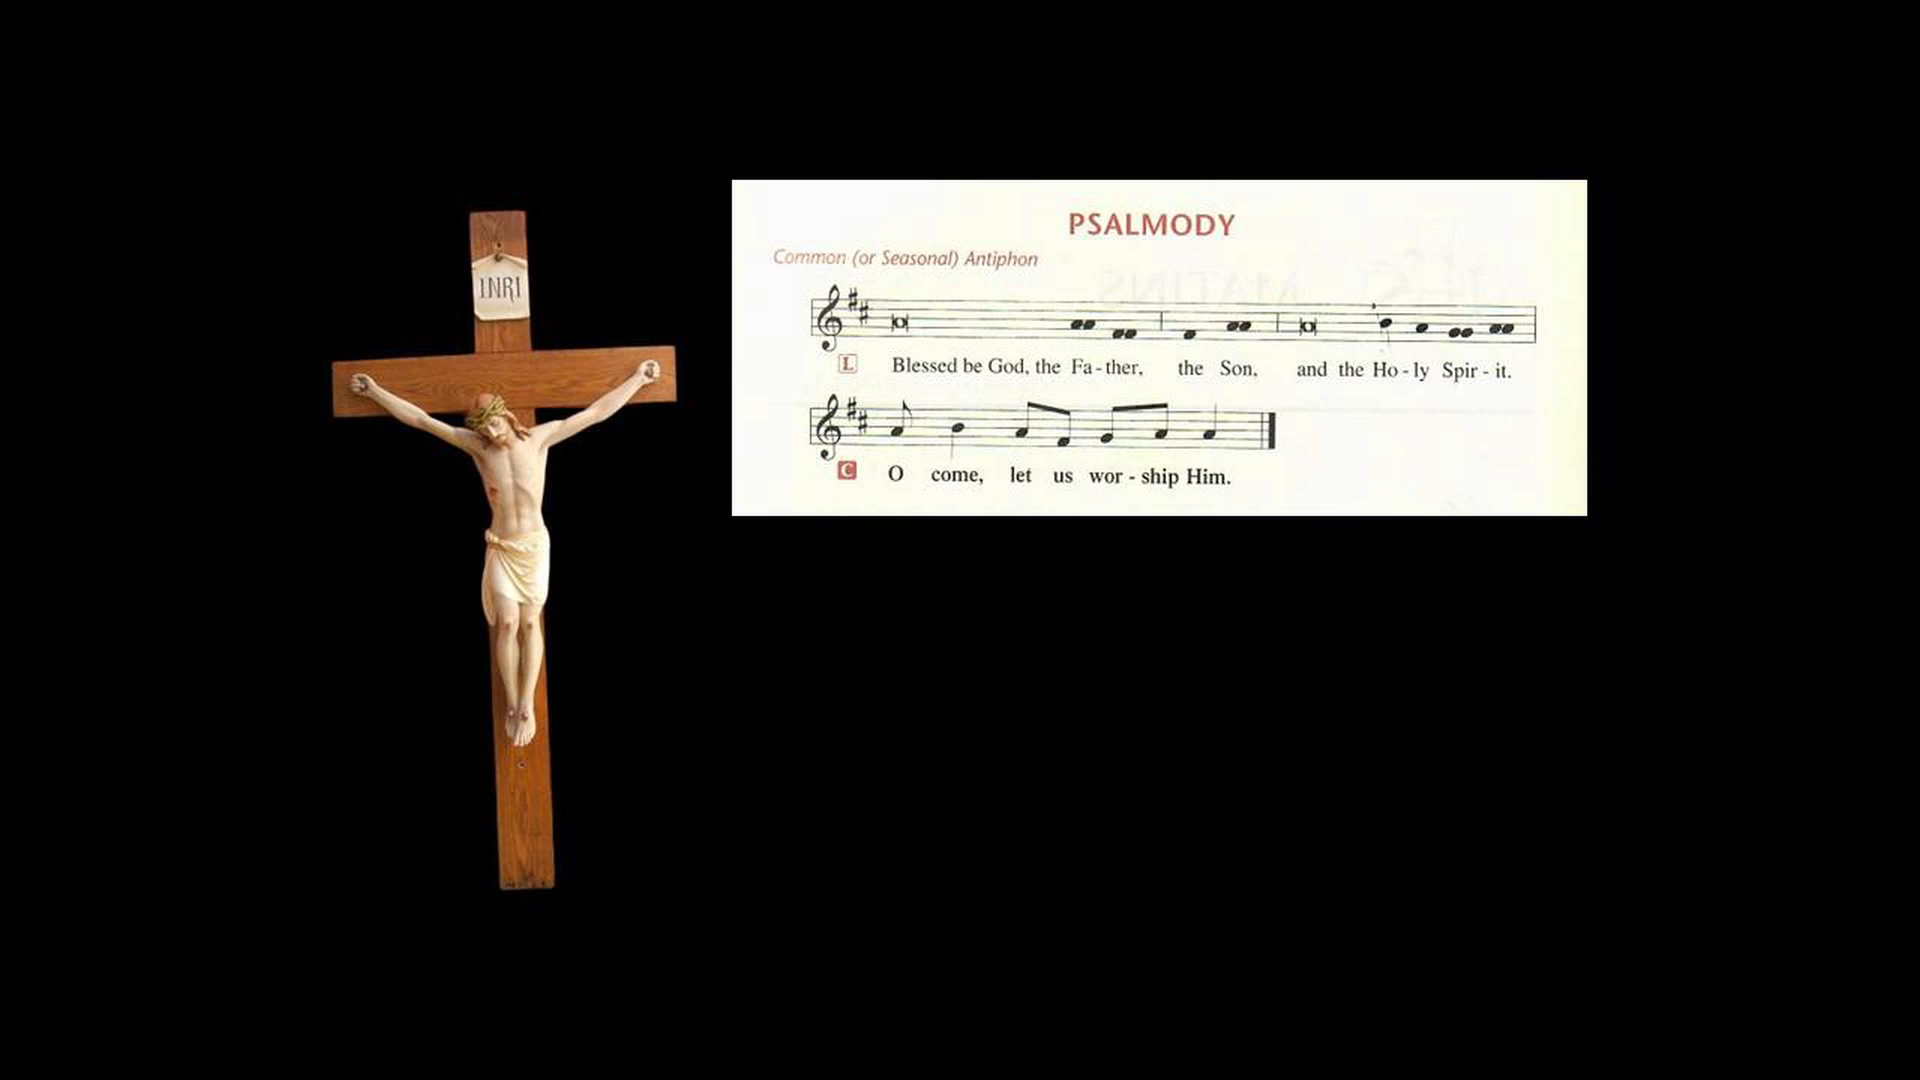 INRI
PSALMODY
Common (or Seasonal) Antiphon
L Blessed be God, the Fa - ther, the Son, and the Ho - ly Spir - it.
C O come, let us wor - ship Him.
MATINS